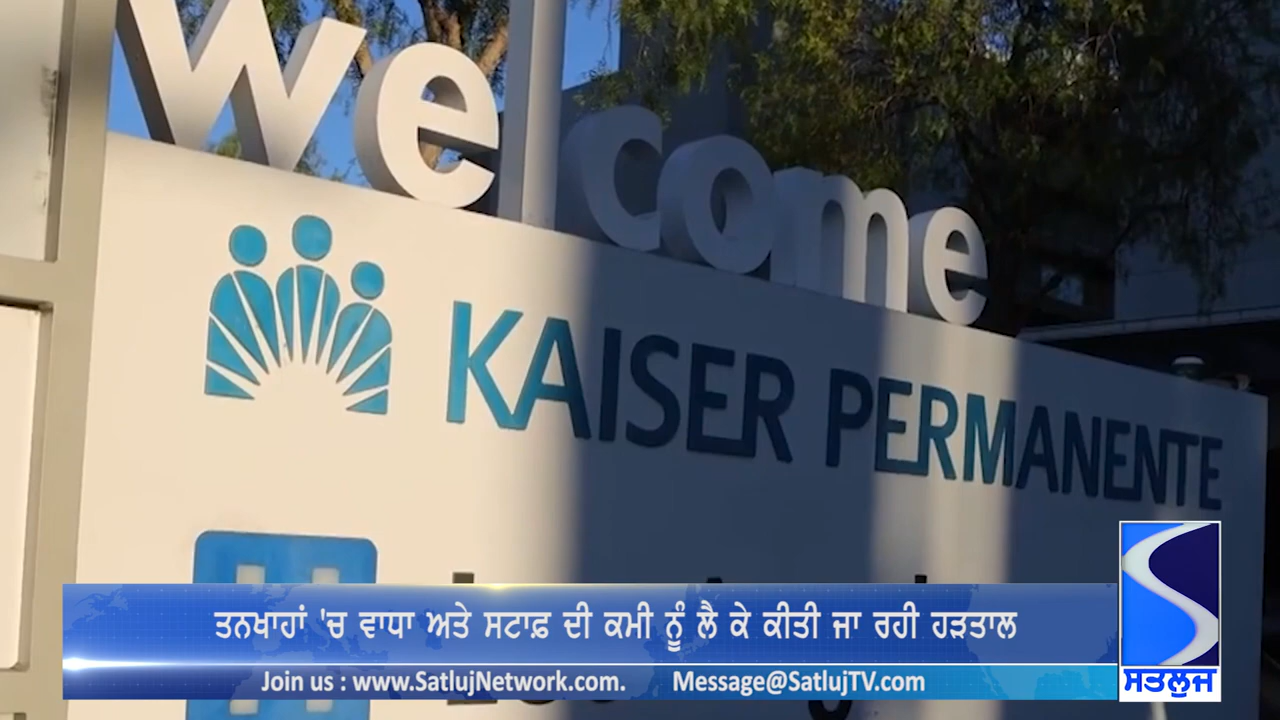 welcome
KAISER PERMANENTE
H
ਤਨਖਾਹਾਂ 'ਚ ਵਾਧਾ ਅਤੇ ਸਟਾਫ਼ ਦੀ ਕਮੀ ਨੂੰ ਲੈ ਕੇ ਕੀਤੀ ਜਾ ਰਹੀ ਹੜਤਾਲ
Join us : www.SatlujNetwork.com. Message@SatlujTV.com
ਸਤਲੁਜ